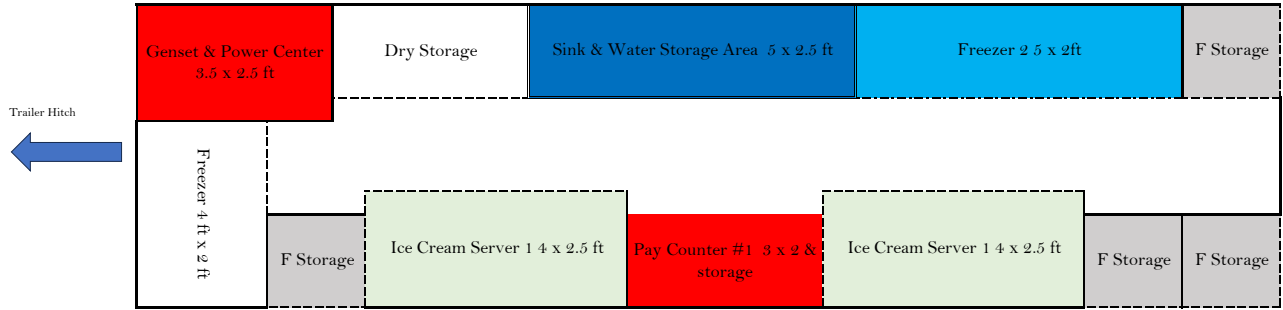 Genset & Power Center
3.5 x 2.5 ft
Dry Storage
Sink & Water Storage Area 5 x 2.5 ft
Freezer 2 5 x 2ft
F Storage
Trailer Hitch
Freezer 4 ft x 2 ft
F Storage
Ice Cream Server 1 4 x 2.5 ft
Pay Counter #1 3 x 2 &
storage
Ice Cream Server 1 4 x 2.5 ft
F Storage
F Storage